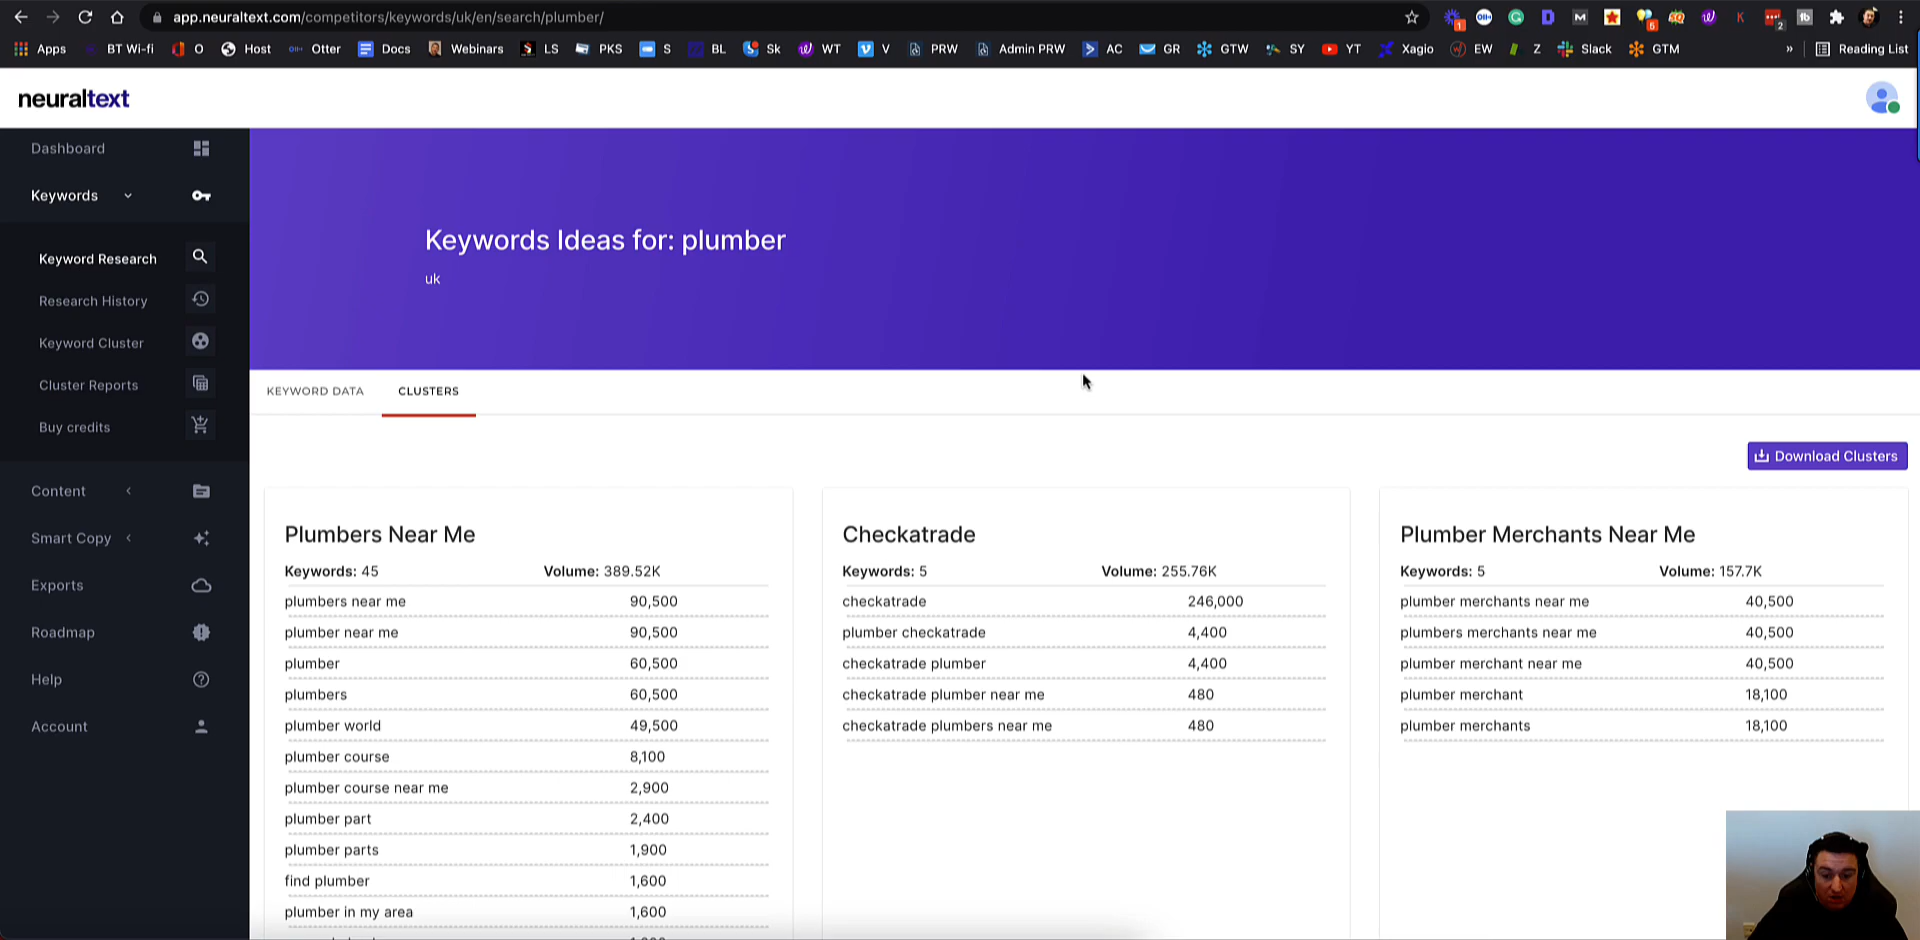 app.neuraltext.com/competitors/keywords/uk/en/search/plumber/
Apps BT Wi-fi O Host Otter Docs Webinars LS PKS S BL Sk WT V PRW Admin PRW AC GR GTW SY YT Xagio EW Z Slack GTM » Reading List
neuraltext
Dashboard
Keywords
Keyword Research
Research History
Keyword Cluster
Cluster Reports
Buy credits
Content
Smart Copy
Exports
Roadmap
Help
Account
Keywords Ideas for: plumber
uk
KEYWORD DATA CLUSTERS
Download Clusters
Plumbers Near Me
Keywords: 45 Volume: 389.52K
plumbers near me 90,500
plumber near me 90,500
plumber 60,500
plumbers 60,500
plumber world 49,500
plumber course 8,100
plumber course near me 2,900
plumber part 2,400
plumber parts 1,900
find plumber 1,600
plumber in my area 1,600
Checkatrade
Keywords: 5 Volume: 255.76K
checkatrade 246,000
plumber checkatrade 4,400
checkatrade plumber 4,400
checkatrade plumber near me 480
checkatrade plumbers near me 480
Plumber Merchants Near Me
Keywords: 5 Volume: 157.7K
plumber merchants near me 40,500
plumbers merchants near me 40,500
plumber merchant near me 40,500
plumber merchant 18,100
plumber merchants 18,100